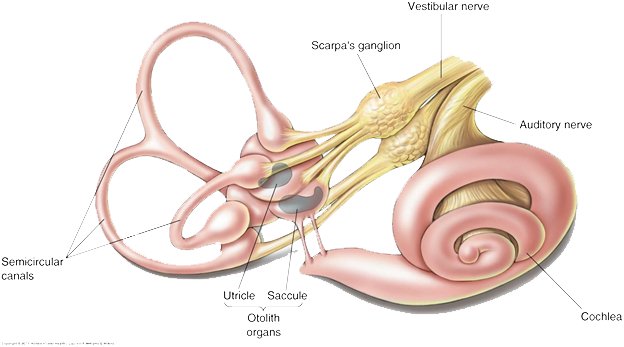 Vestibular nerve
Scarpa's ganglion
Auditory nerve
Semicircular
canals
Utricle
Saccule
Otolith
organs
Cochlea